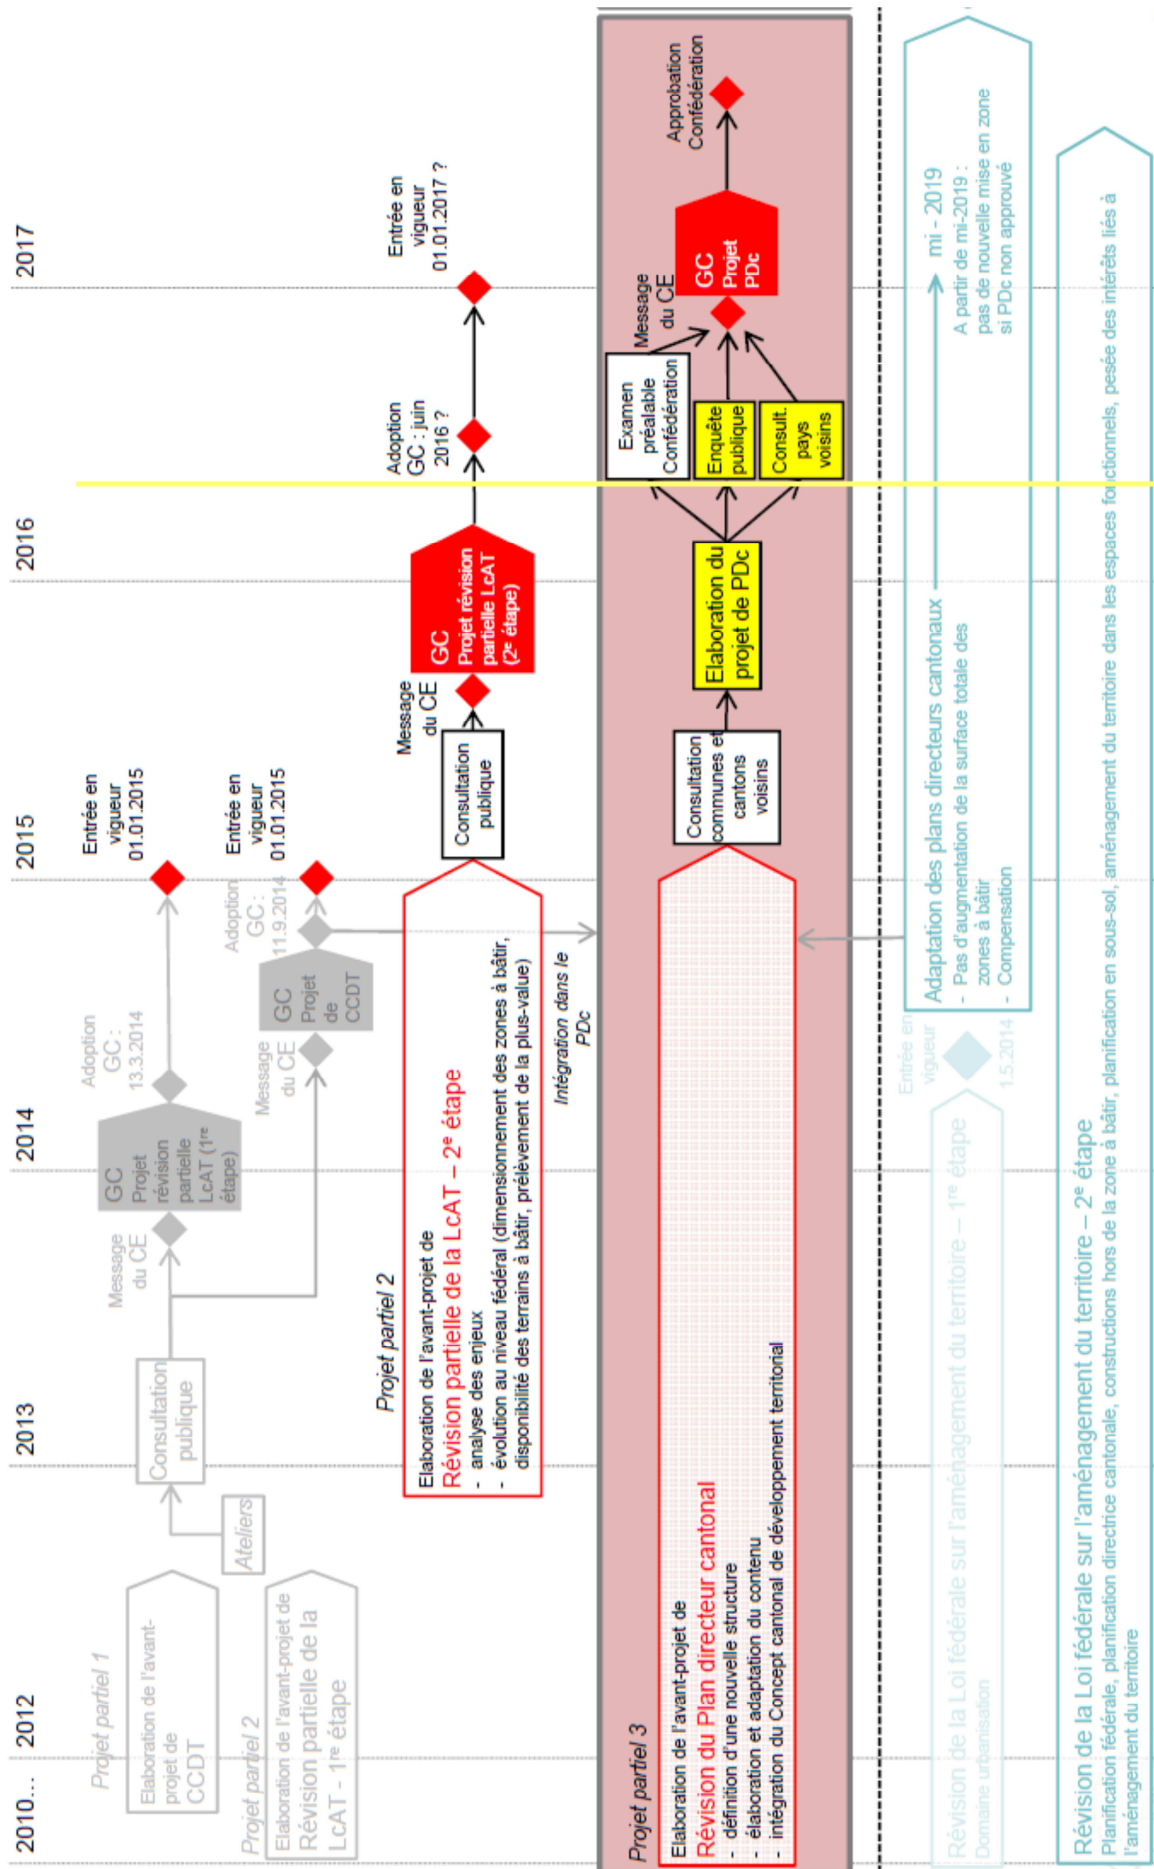 2010...
2012
2013
2014
2015
2016
2017
Projet partiel 1
Elaboration de l'avant-
projet de
CCDT
Projet partiel 2
Elaboration de l'avant-projet de
Révision partielle de la
LcAT - 1re étape
Ateliers
Consultation
publique
Message
du CE
GC
Projet
révision
partielle
LcAT (1re
étape)
Adoption
GC :
13.3.2014
Entrée en
vigueur
01.01.2015
Message
du CE
GC
Projet
de
CCDT
Adoption
GC :
11.9.2014
Entrée en
vigueur
01.01.2015
Projet partiel 2
Elaboration de l'avant-projet de
Révision partielle de la LcAT – 2e étape
- analyse des enjeux
- évolution au niveau fédéral (dimensionnement des zones à bâtir,
disponibilité des terrains à bâtir, prélèvement de la plus-value)
Consultation
publique
Message
du CE
GC
Projet révision
partielle LcAT
(2e étape)
Adoption
GC : juin
2016 ?
Entrée en
vigueur
01.01.2017 ?
Intégration dans le
PDc
Projet partiel 3
Elaboration de l'avant-projet de
Révision du Plan directeur cantonal
- définition d'une nouvelle structure
- élaboration et adaptation du contenu
- intégration du Concept cantonal de développement territorial
Consultation
communes et
cantons
voisins
Elaboration du
projet de PDc
Examen
préalable
Confédération
Enquête
publique
Consult.
pays
voisins
Message
du CE
GC
Projet
PDc
Approbation
Confédération
Révision de la Loi fédérale sur l'aménagement du territoire – 1re étape
Domaine urbanisation
Entrée en
vigueur
1.5.2014
Adaptation des plans directeurs cantonaux
- Pas d'augmentation de la surface totale des
zones à bâtir
- Compensation
mi - 2019
A partir de mi-2019 :
pas de nouvelle mise en zone
si PDc non approuvé
Révision de la Loi fédérale sur l'aménagement du territoire – 2e étape
Planification fédérale, planification directrice cantonale, constructions hors de la zone à bâtir, planification en sous-sol, aménagement du territoire dans les espaces fonctionnels, pesée des intérêts liés à
l'aménagement du territoire